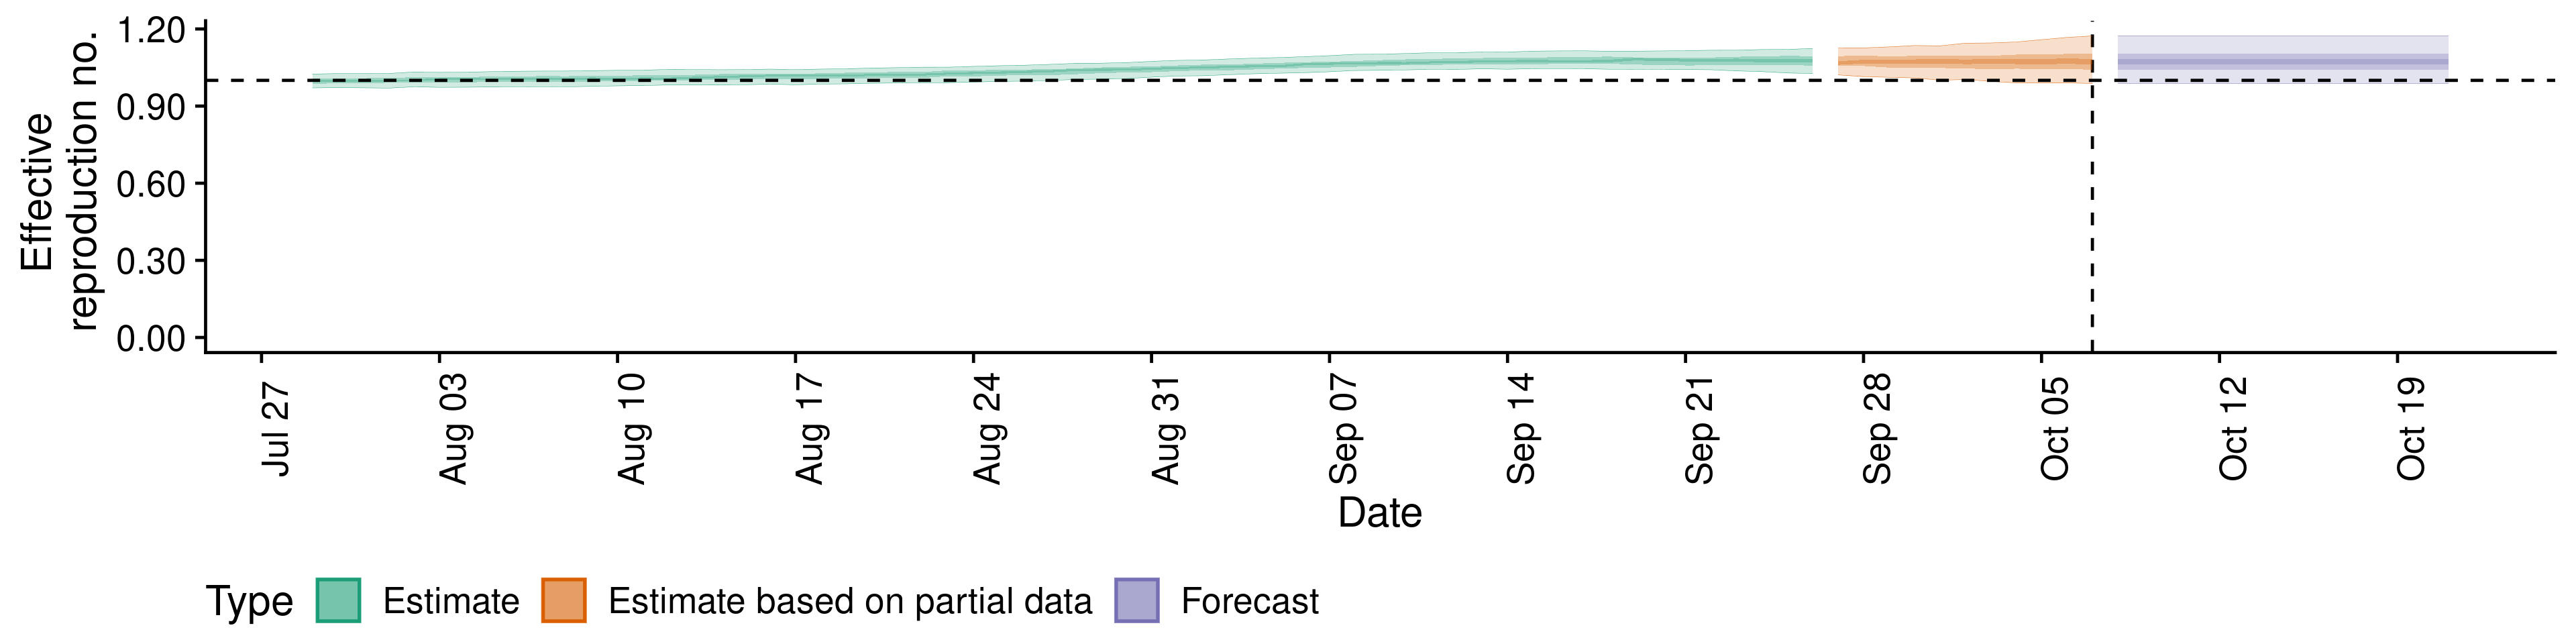 Effective
reproduction no.
1.20
0.90
0.60
0.30
0.00
Jul 27
Aug 03
Aug 10
Aug 17
Aug 24
Aug 31
Sep 07
Sep 14
Sep 21
Sep 28
Oct 05
Oct 12
Oct 19
Date
Type Estimate Estimate based on partial data Forecast